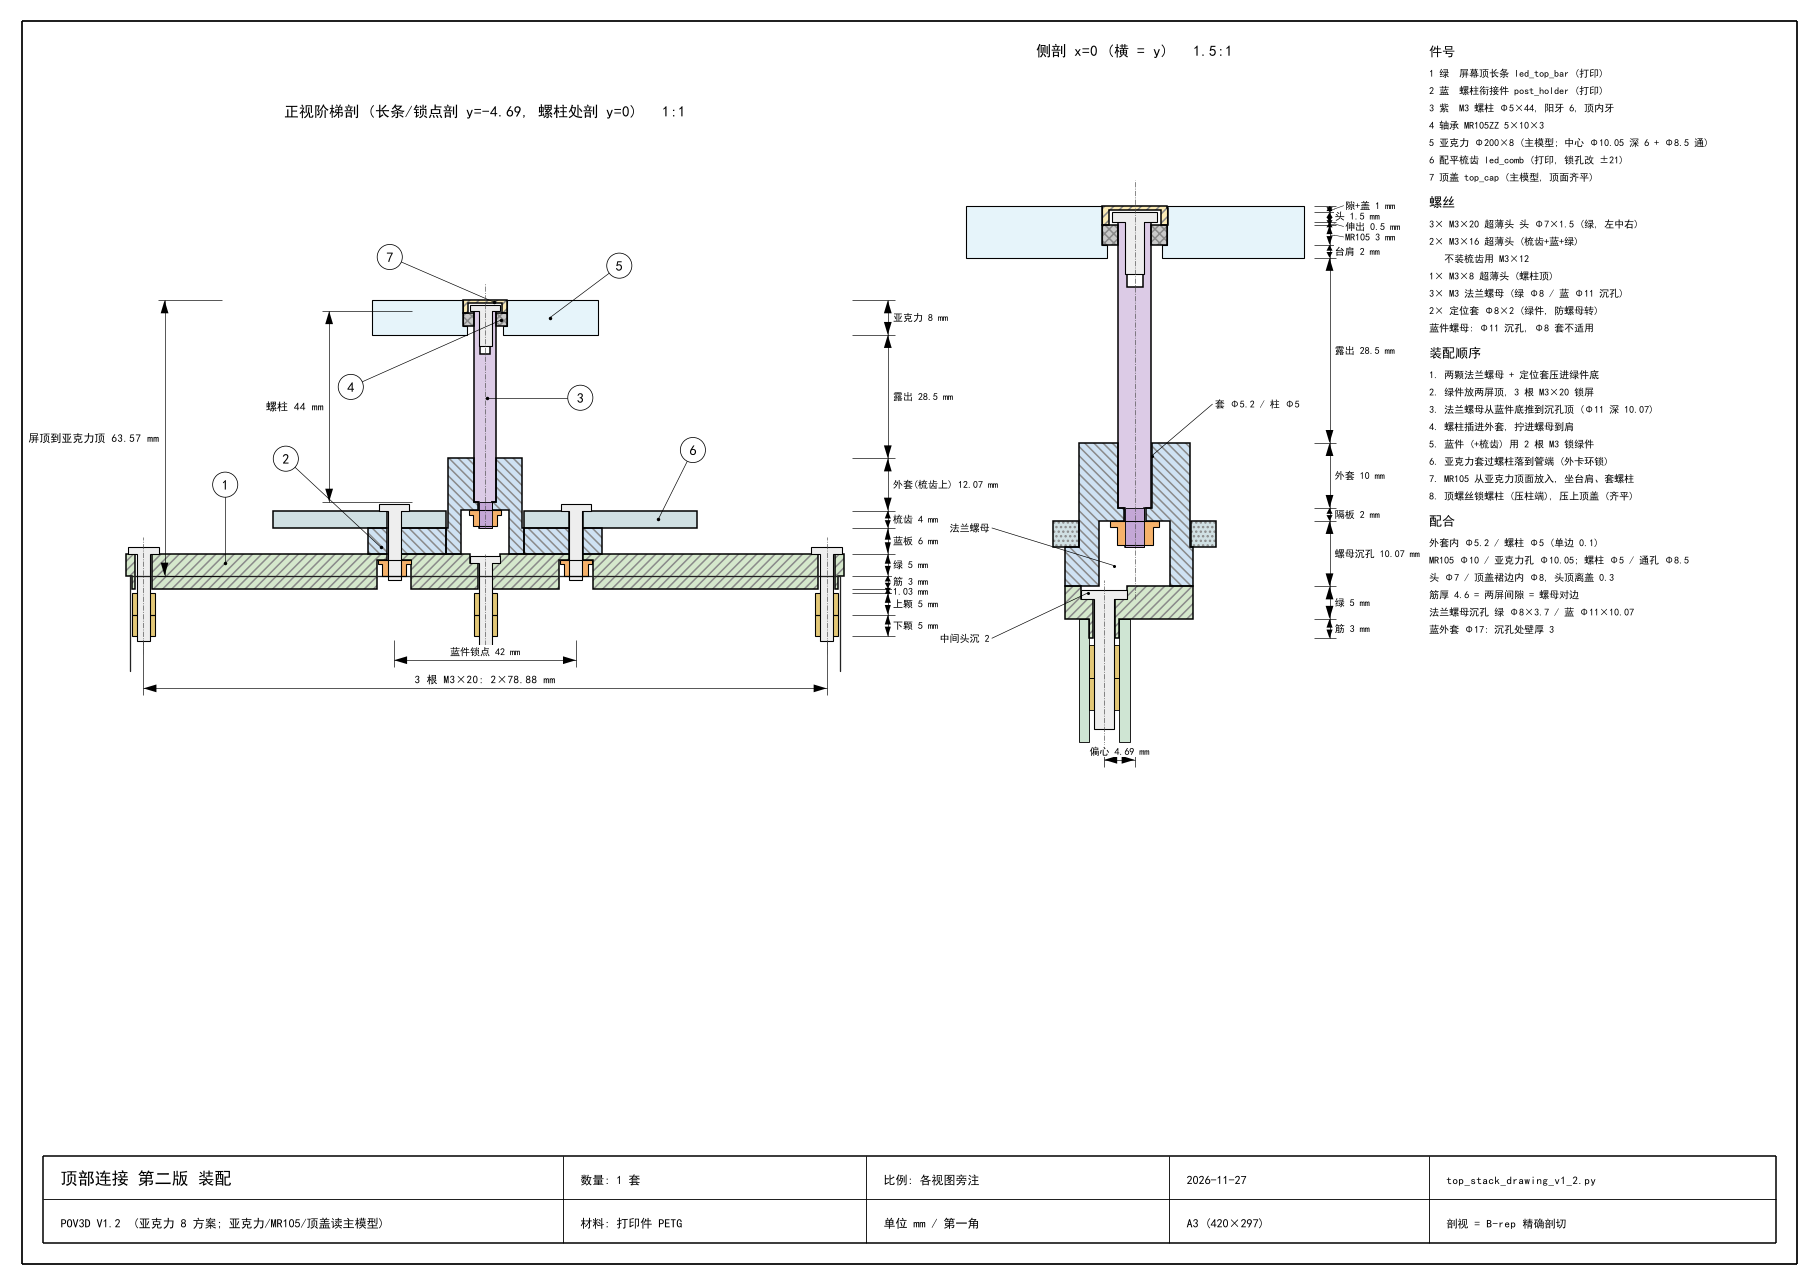 侧剖 x=0 (横 = y)   1.5:1
正视阶梯剖 (长条/锁点剖 y=-4.69, 螺柱处剖 y=0)   1:1
7
5
4
3
2
6
1
螺柱 44 mm
屏顶到亚克力顶 63.57 mm
亚克力 8 mm
露出 28.5 mm
外套(梳齿上) 12.07 mm
梳齿 4 mm
蓝板 6 mm
绿 5 mm
筋 3 mm
1.03 mm
上颗 5 mm
下颗 5 mm
蓝件锁点 42 mm
3 根 M3×20: 2×78.88 mm
隙+盖 1 mm
头 1.5 mm
伸出 0.5 mm
MR105 3 mm
台肩 2 mm
露出 28.5 mm
套 Φ5.2 / 柱 Φ5
外套 10 mm
隔板 2 mm
法兰螺母
螺母沉孔 10.07 mm
绿 5 mm
筋 3 mm
中间头沉 2
偏心 4.69 mm
件号
1 绿  屏幕顶长条 led_top_bar (打印)
2 蓝  螺柱衔接件 post_holder (打印)
3 紫  M3 螺柱 Φ5×44, 阳牙 6, 顶内牙
4 轴承 MR105ZZ 5×10×3
5 亚克力 Φ200×8 (主模型; 中心 Φ10.05 深 6 + Φ8.5 通)
6 配平梳齿 led_comb (打印, 锁孔改 ±21)
7 顶盖 top_cap (主模型, 顶面齐平)
螺丝
3× M3×20 超薄头 头 Φ7×1.5 (绿, 左中右)
2× M3×16 超薄头 (梳齿+蓝+绿)
不装梳齿用 M3×12
1× M3×8 超薄头 (螺柱顶)
3× M3 法兰螺母 (绿 Φ8 / 蓝 Φ11 沉孔)
2× 定位套 Φ8×2 (绿件, 防螺母转)
蓝件螺母: Φ11 沉孔, Φ8 套不适用
装配顺序
1. 两颗法兰螺母 + 定位套压进绿件底
2. 绿件放两屏顶, 3 根 M3×20 锁屏
3. 法兰螺母从蓝件底推到沉孔顶 (Φ11 深 10.07)
4. 螺柱插进外套, 拧进螺母到肩
5. 蓝件 (+梳齿) 用 2 根 M3 锁绿件
6. 亚克力套过螺柱落到管端 (外卡环锁)
7. MR105 从亚克力顶面放入, 坐台肩、套螺柱
8. 顶螺丝锁螺柱 (压柱端), 压上顶盖 (齐平)
配合
外套内 Φ5.2 / 螺柱 Φ5 (单边 0.1)
MR105 Φ10 / 亚克力孔 Φ10.05; 螺柱 Φ5 / 通孔 Φ8.5
头 Φ7 / 顶盖裙边内 Φ8, 头顶离盖 0.3
筋厚 4.6 = 两屏间隙 = 螺母对边
法兰螺母沉孔 绿 Φ8×3.7 / 蓝 Φ11×10.07
蓝外套 Φ17: 沉孔处壁厚 3
顶部连接 第二版 装配
数量: 1 套
比例: 各视图旁注
2026-11-27
top_stack_drawing_v1_2.py
POV3D V1.2 (亚克力 8 方案; 亚克力/MR105/顶盖读主模型)
材料: 打印件 PETG
单位 mm / 第一角
A3 (420×297)
剖视 = B-rep 精确剖切